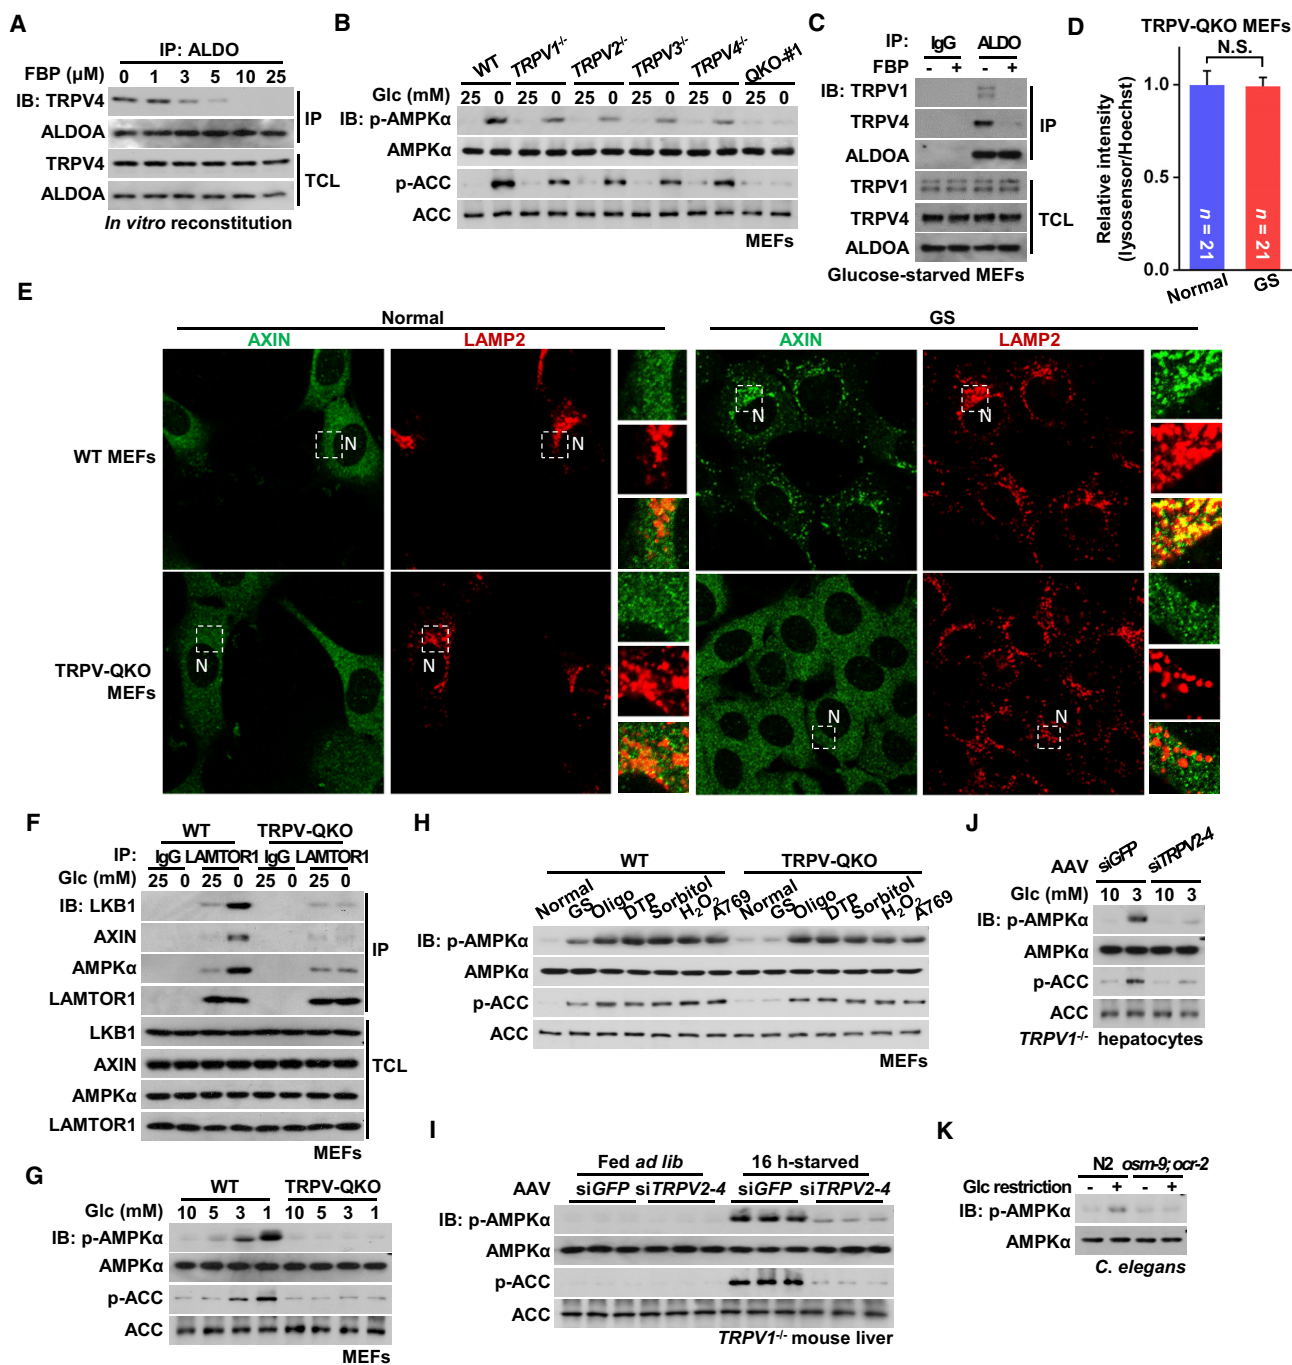 A
IP: ALDO
FBP (μM) 0 1 3 5 10 25
IB: TRPV4
ALDOA
IP
TRPV4
ALDOA
TCL
In vitro reconstitution
B
WT TRPV1-/- TRPV2-/- TRPV3-/- TRPV4-/- QKO-#1
Glc (mM) 25 0 25 0 25 0 25 0 25 0 25 0
IB: p-AMPKα
AMPKα
p-ACC
ACC
MEFs
C
IP: IgG ALDO
FBP - + - +
IB: TRPV1
TRPV4
ALDOA
IP
TRPV1
TRPV4
ALDOA
TCL
Glucose-starved MEFs
D
TRPV-QKO MEFs
N.S.
Relative intensity
(lysosensor/Hoechst)
1.0
0.5
0.0
n = 21
n = 21
Normal GS
E
Normal GS
AXIN LAMP2 AXIN LAMP2
WT MEFs
N N N N
TRPV-QKO
MEFs
N N N N
F
WT TRPV-QKO
IP: IgG LAMTOR1 IgG LAMTOR1
Glc (mM) 25 0 25 0 25 0 25 0
IB: LKB1
AXIN
AMPKα
LAMTOR1
IP
LKB1
AXIN
AMPKα
LAMTOR1
TCL
MEFs
G
WT TRPV-QKO
Glc (mM) 10 5 3 1 10 5 3 1
IB: p-AMPKα
AMPKα
p-ACC
ACC
MEFs
H
WT TRPV-QKO
Normal GS Oligo DTP Sorbitol H2O2 A769 Normal GS Oligo DTP Sorbitol H2O2 A769
IB: p-AMPKα
AMPKα
p-ACC
ACC
MEFs
I
Fed ad lib 16 h-starved
AAV siGFP siTRPV2-4 siGFP siTRPV2-4
IB: p-AMPKα
AMPKα
p-ACC
ACC
TRPV1-/- mouse liver
J
AAV siGFP siTRPV2-4
Glc (mM) 10 3 10 3
IB: p-AMPKα
AMPKα
p-ACC
ACC
TRPV1-/- hepatocytes
K
N2 osm-9; ocr-2
Glc restriction - + - +
IB: p-AMPKα
AMPKα
C. elegans